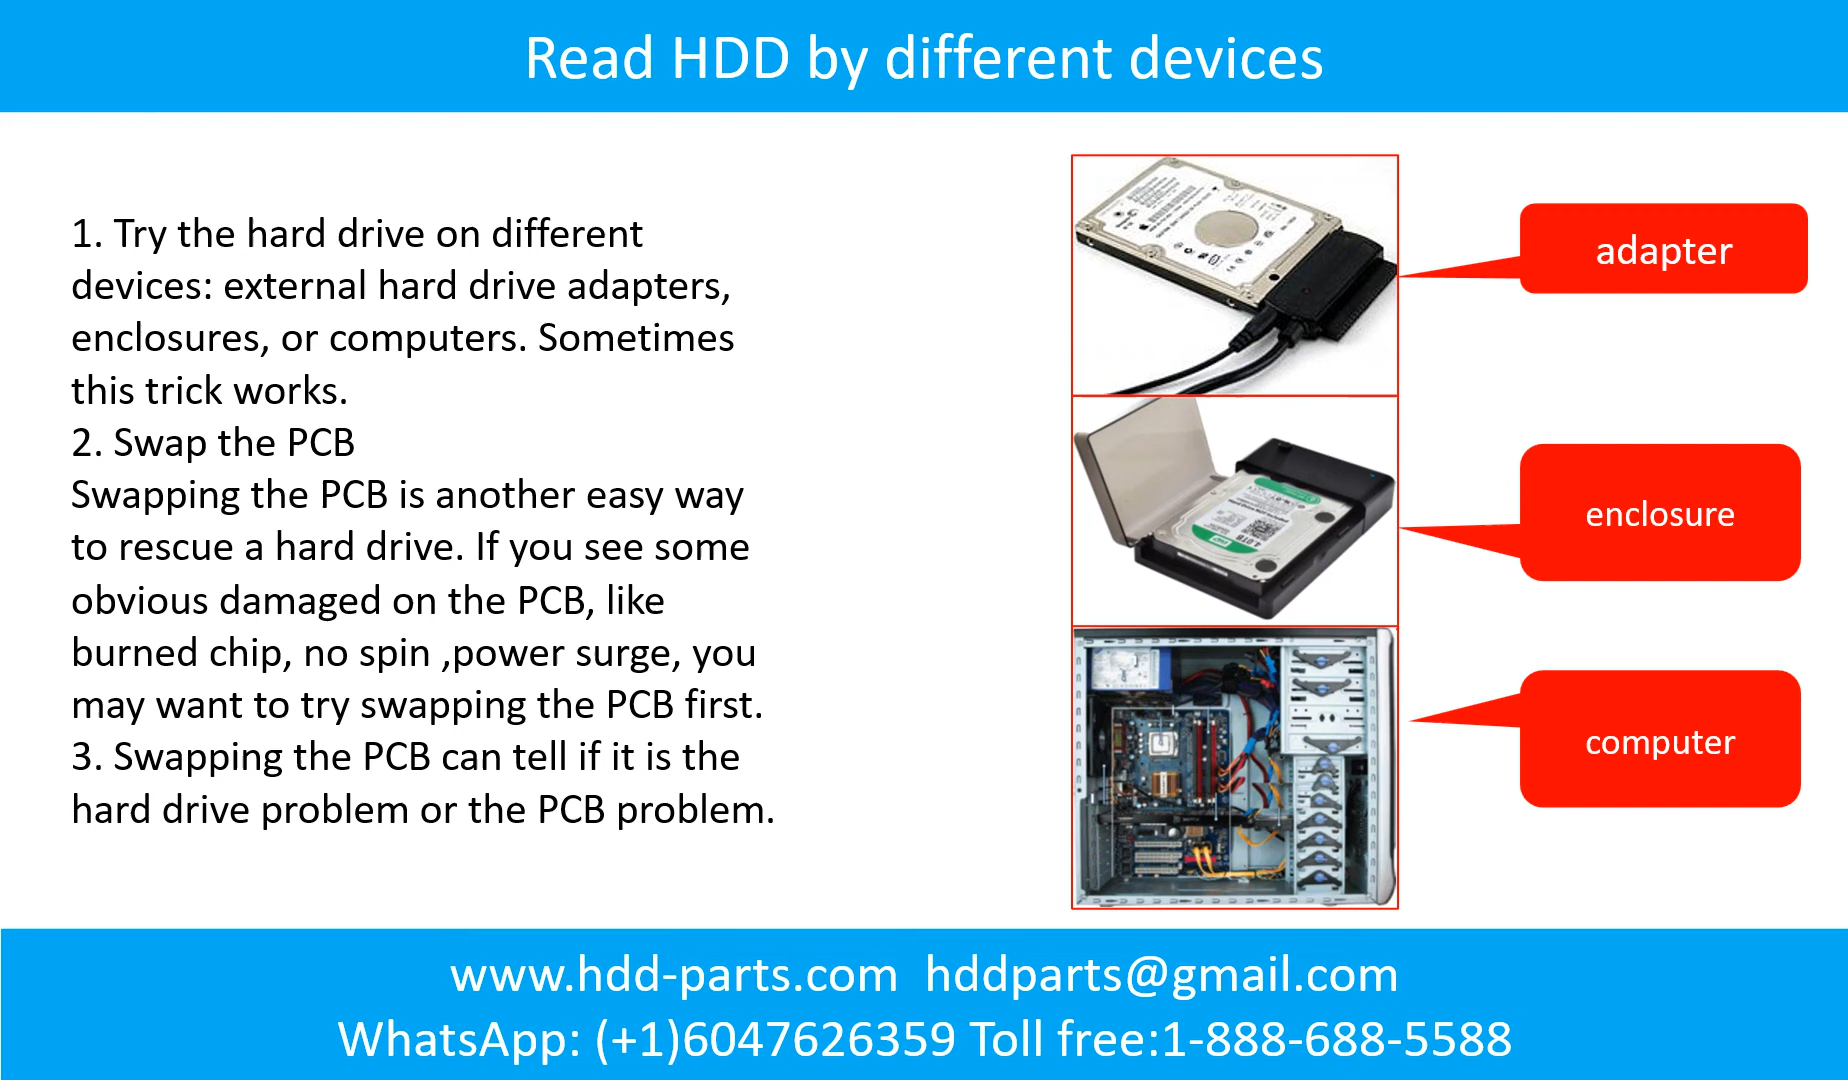 Read HDD by different devices
1. Try the hard drive on different
devices: external hard drive adapters,
enclosures, or computers. Sometimes
this trick works.
2. Swap the PCB
Swapping the PCB is another easy way
to rescue a hard drive. If you see some
obvious damaged on the PCB, like
burned chip, no spin ,power surge, you
may want to try swapping the PCB first.
3. Swapping the PCB can tell if it is the
hard drive problem or the PCB problem.
adapter
enclosure
4.0TB
computer
www.hdd-parts.com hddparts@gmail.com
WhatsApp: (+1)6047626359 Toll free:1-888-688-5588